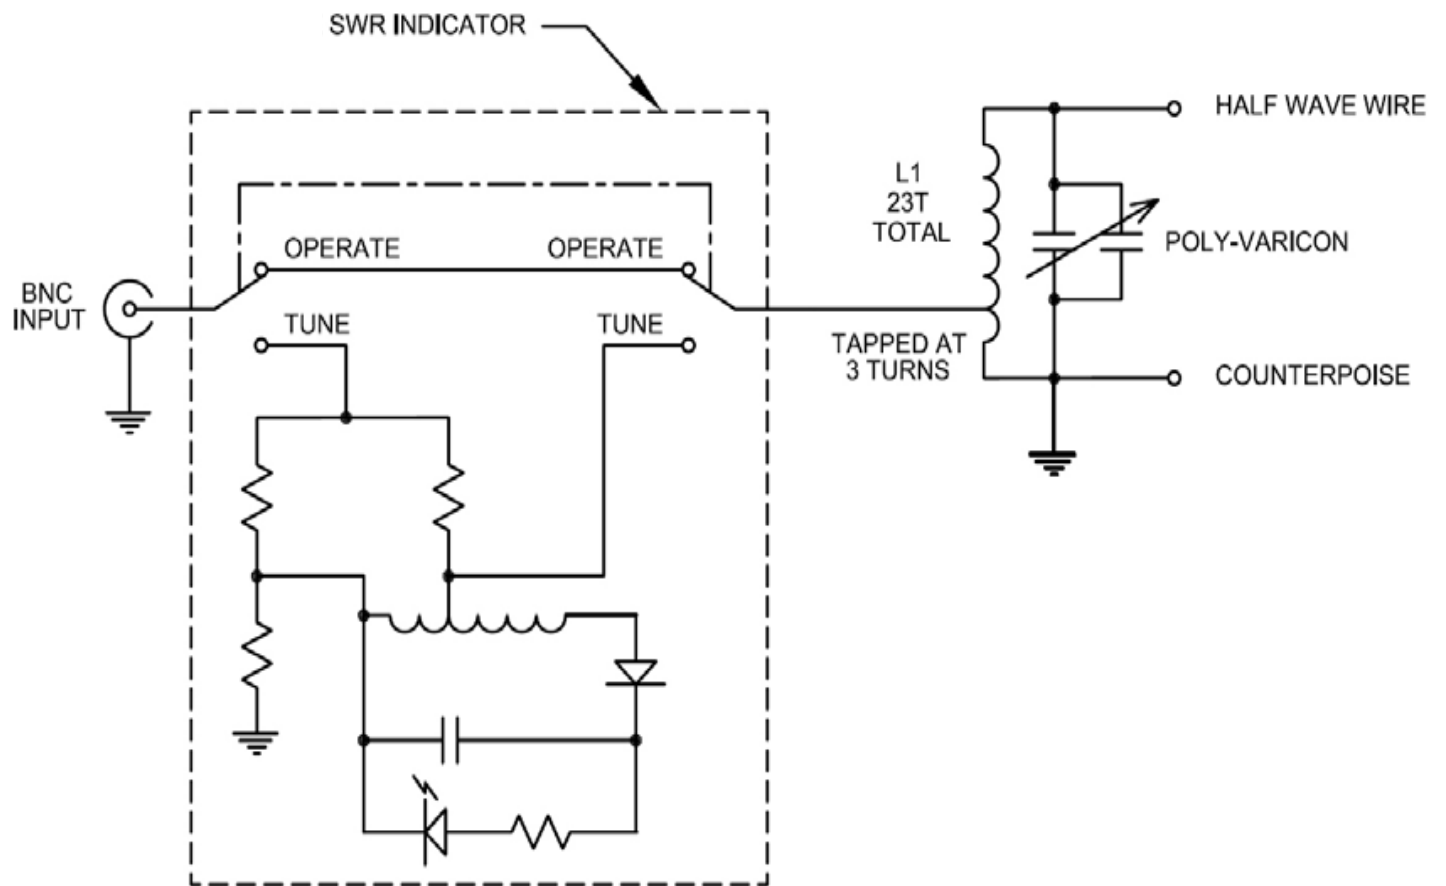 SWR INDICATOR
HALF WAVE WIRE
L1
23T
TOTAL
POLY-VARICON
OPERATE
OPERATE
BNC
INPUT
TUNE
TUNE
TAPPED AT
3 TURNS
COUNTERPOISE